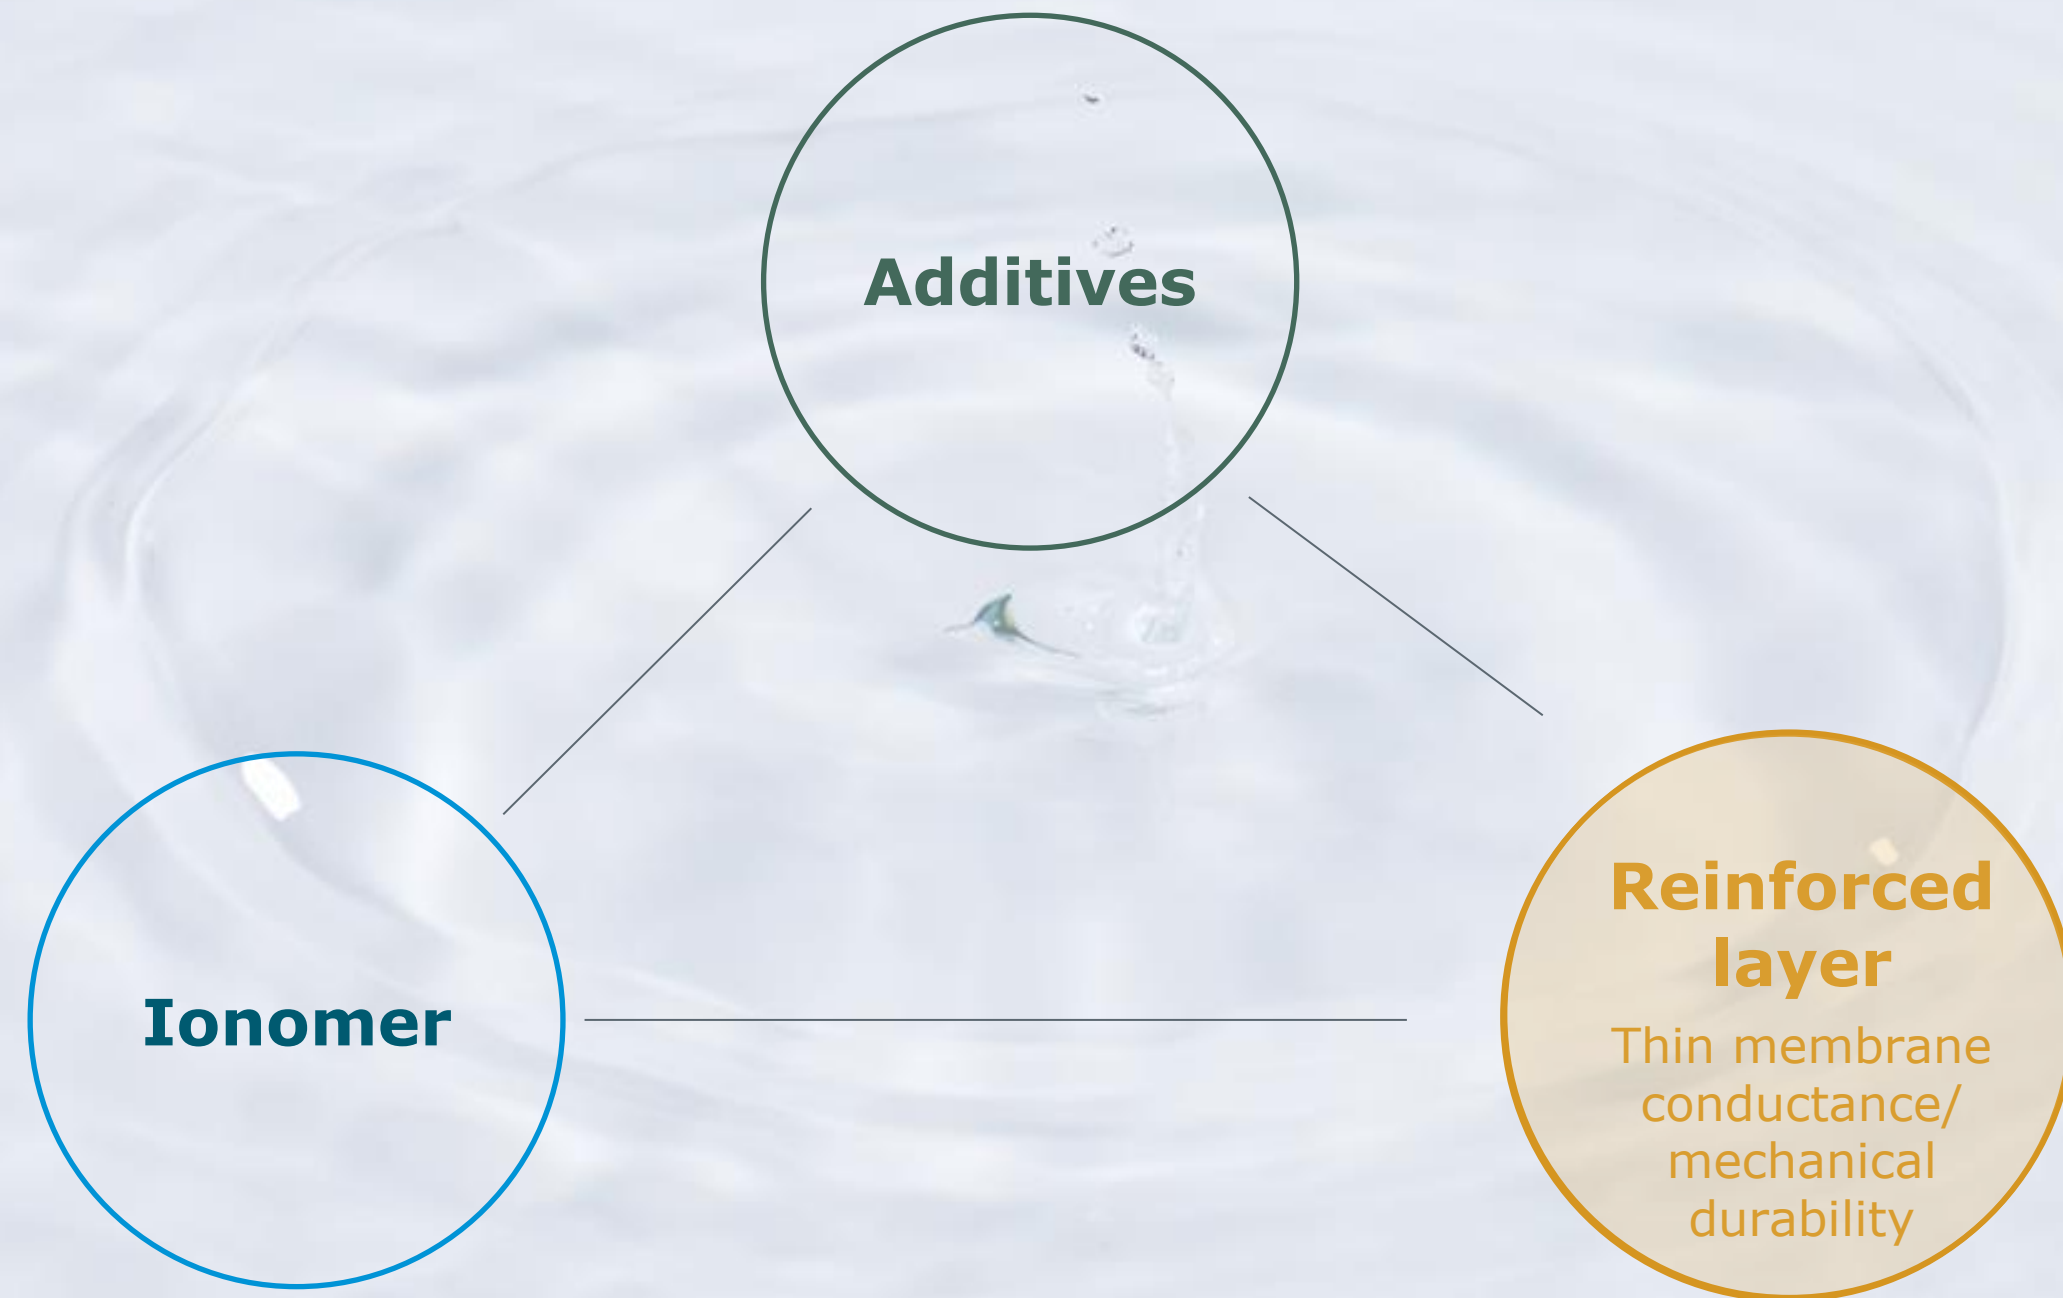 Additives
Ionomer
Reinforced
layer
Thin membrane
conductance/
mechanical
durability